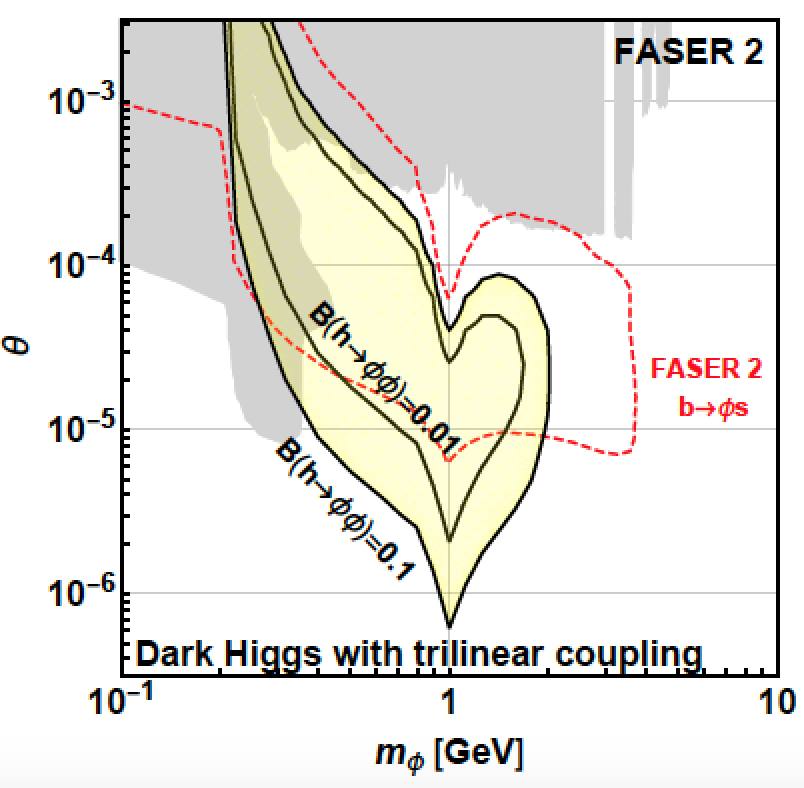 FASER 2
10⁻³
10⁻⁴
10⁻⁵
10⁻⁶
θ
B(h→ϕϕ)=0.01
B(h→ϕϕ)=0.1
FASER 2
b→ϕs
Dark Higgs with trilinear coupling
10⁻¹ 1 10
mϕ [GeV]